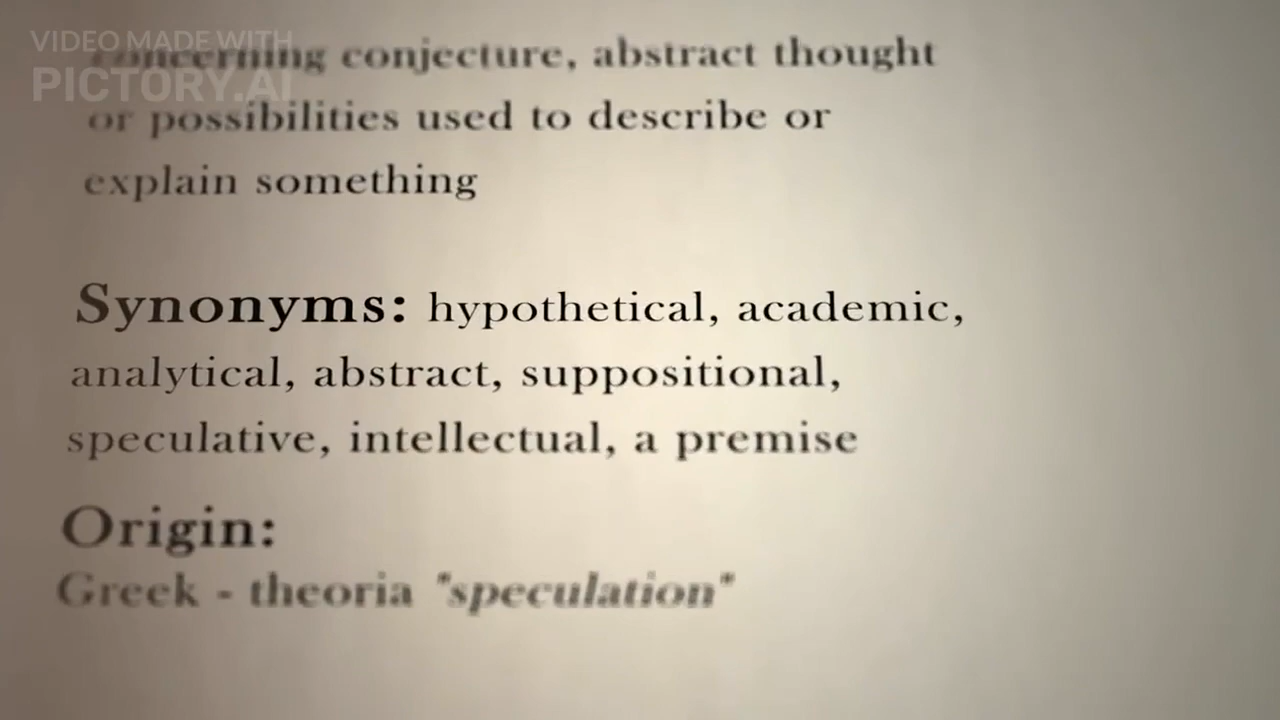 VIDEO MADE WITH
PICTORY.AI
concerning conjecture, abstract thought
or possibilities used to describe or
explain something
Synonyms: hypothetical, academic,
analytical, abstract, suppositional,
speculative, intellectual, a premise
Origin:
Greek - theoria "speculation"